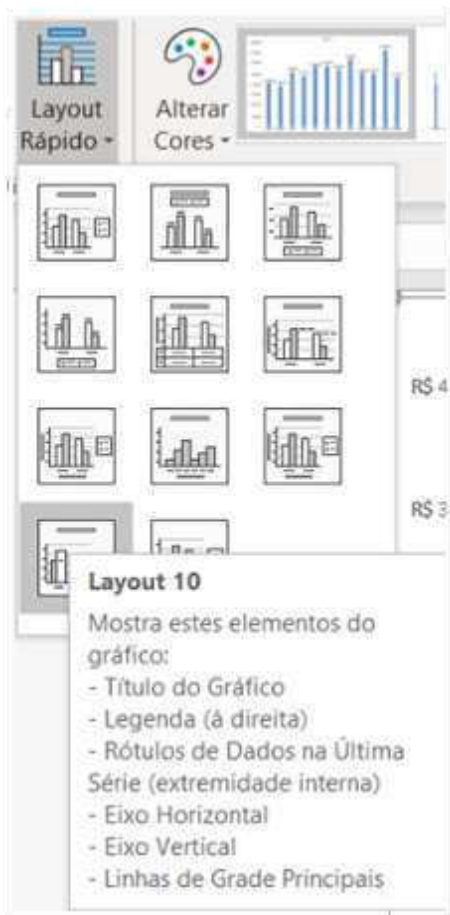 Layout
Rápido
Alterar
Cores
R$ 4
R$ 3
Layout 10
Mostra estes elementos do
gráfico:
- Título do Gráfico
- Legenda (à direita)
- Rótulos de Dados na Última
Série (extremidade interna)
- Eixo Horizontal
- Eixo Vertical
- Linhas de Grade Principais